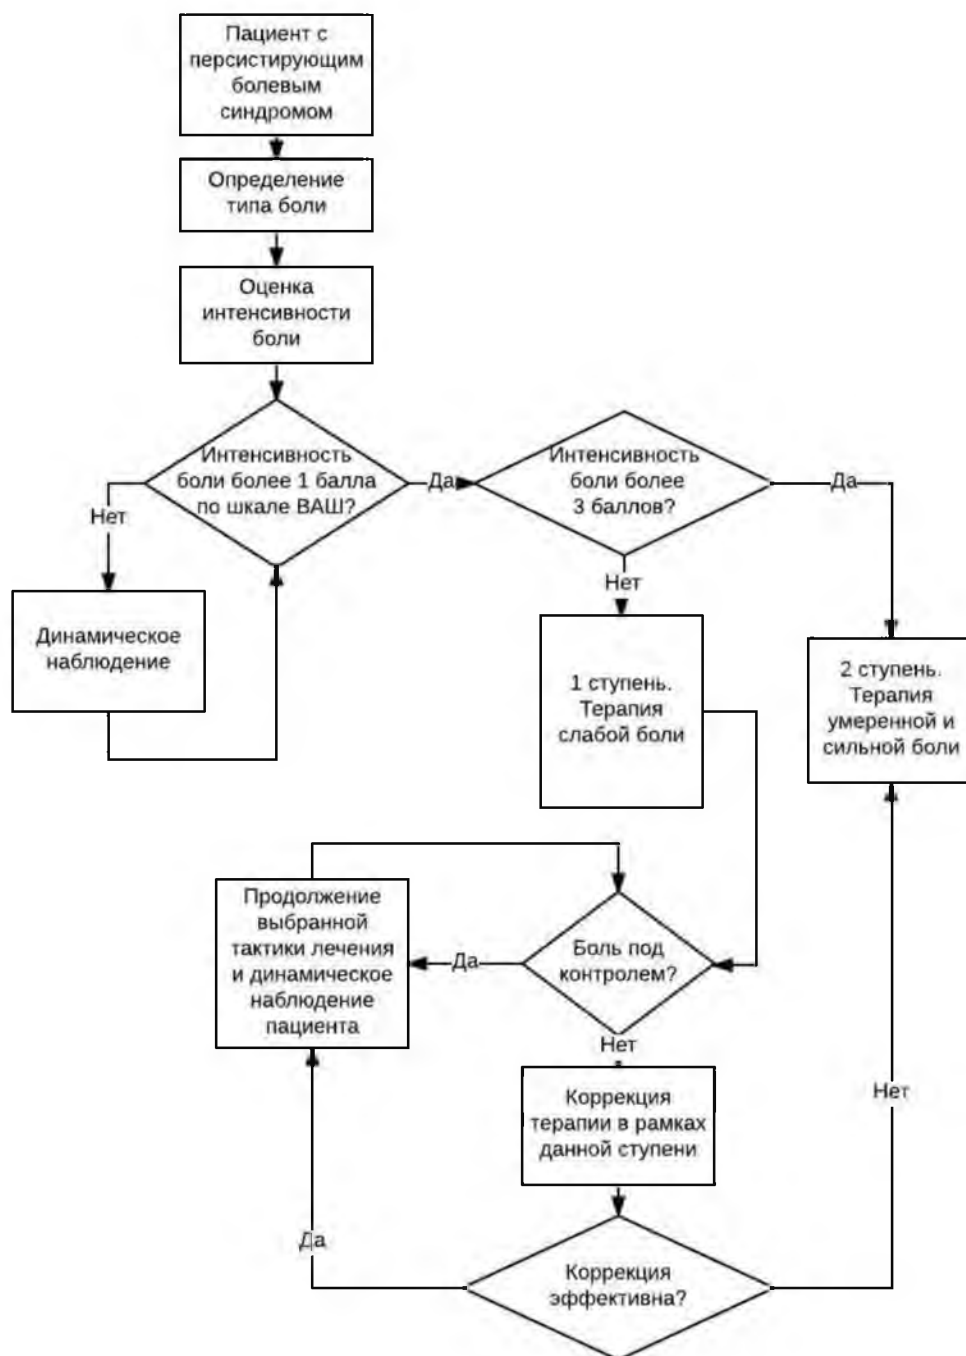 Пациент с
персистирующим
болевым
синдромом
Определение
типа боли
Оценка
интенсивности
боли
Интенсивность
боли более 1 балла
по шкале ВАШ?
Да
Интенсивность
боли более
3 баллов?
Да
Нет
Нет
Динамическое
наблюдение
1 ступень.
Терапия
слабой боли
2 ступень.
Терапия
умеренной и
сильной боли
Продолжение
выбранной
тактики лечения
и динамическое
наблюдение
пациента
Да
Боль под
контролем?
Нет
Коррекция
терапии в рамках
данной ступени
Нет
Да
Коррекция
эффективна?